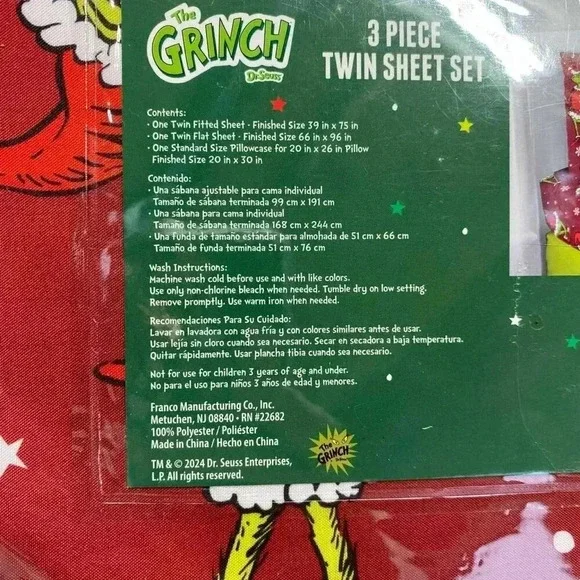 The
GRINCH
Dr. Seuss
3 PIECE
TWIN SHEET SET
Contents:
· One Twin Fitted Sheet - Finished Size 39 in x 75 in
· One Twin Flat Sheet - Finished Size 66 in x 96 in
· One Standard Size Pillowcase for 20 in x 26 in Pillow
Finished Size 20 in x 30 in
Contenido:
· Una sábana ajustable para cama individual
Tamaño de sábana terminada 99 cm x 191 cm
· Una sábana para cama individual
Tamaño de sábana terminada 168 cm x 244 cm
· Una funda de tamaño estándar para almohada de 51 cm x 66 cm
Tamaño de funda terminada 51 cm x 76 cm
Wash Instructions:
Machine wash cold before use and with like colors.
Use only non-chlorine bleach when needed. Tumble dry on low setting.
Remove promptly. Use warm iron when needed.
Recomendaciones Para Su Cuidado:
Lavar en lavadora con agua fría y con colores similares antes de usar.
Usar lejía sin cloro cuando sea necesario. Secar en secadora a baja temperatura.
Quitar rápidamente. Usar plancha tibia cuando sea necesario.
Not for use for children 3 years of age and under.
No para el uso para niños 3 años de edad y menores.
Franco Manufacturing Co., Inc.
Metuchen, NJ 08840 • RN #22682
100% Polyester / Poliéster
Made in China / Hecho en China
TM & © 2024 Dr. Seuss Enterprises,
L.P. All rights reserved.
The
GRINCH